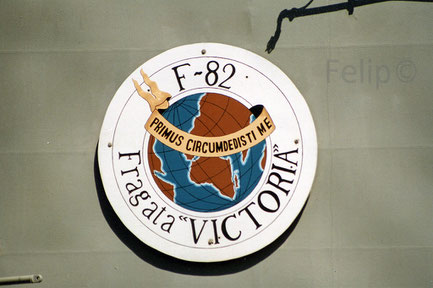 F-82
PRIMUS CIRCUMDEDISTI ME
Fragata "VICTORIA"
Felip©